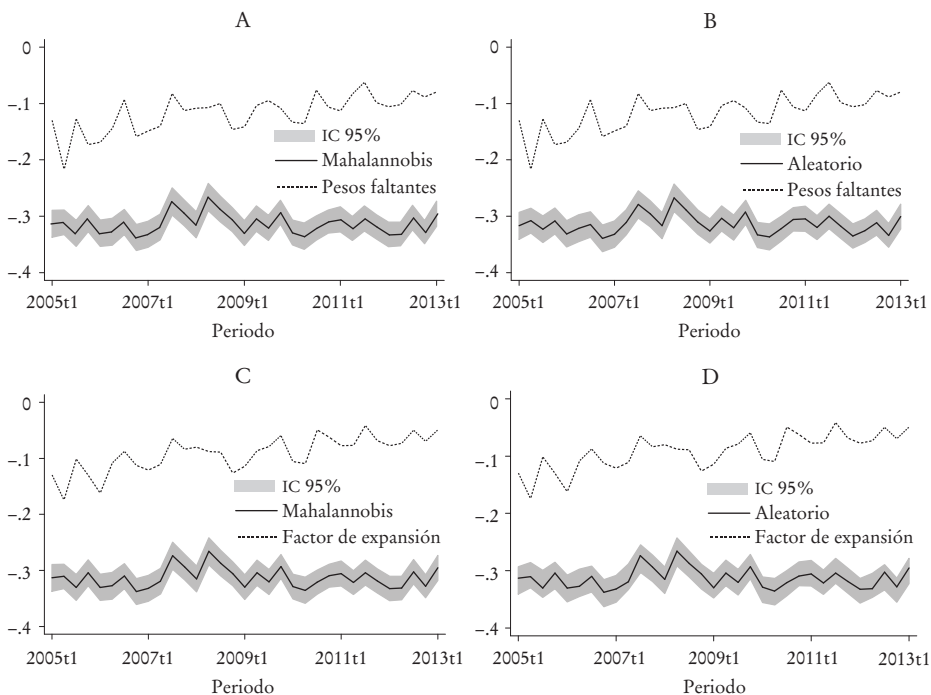 A
0
–.1
–.2
–.3
–.4
IC 95%
Mahalannobis
Pesos faltantes
2005t1 2007t1 2009t1 2011t1 2013t1
Periodo
B
0
–.1
–.2
–.3
–.4
IC 95%
Aleatorio
Pesos faltantes
2005t1 2007t1 2009t1 2011t1 2013t1
Periodo
C
0
–.1
–.2
–.3
–.4
IC 95%
Mahalannobis
Factor de expansión
2005t1 2007t1 2009t1 2011t1 2013t1
Periodo
D
0
–.1
–.2
–.3
–.4
IC 95%
Aleatorio
Factor de expansión
2005t1 2007t1 2009t1 2011t1 2013t1
Periodo